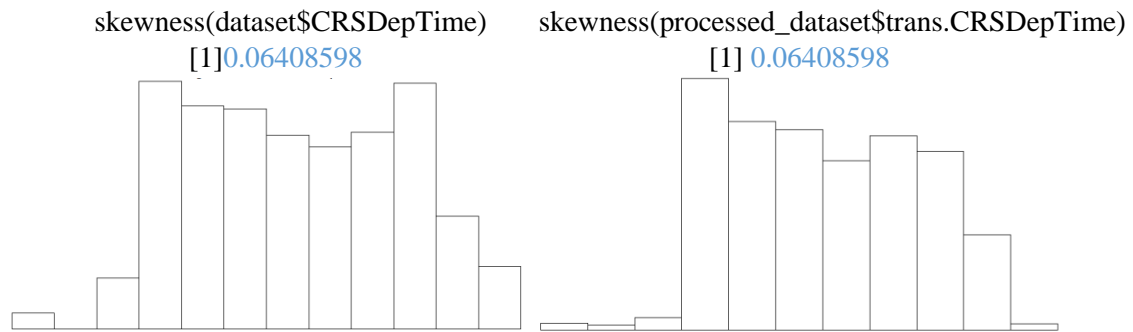 skewness(dataset$CRSDepTime)
[1]0.06408598
skewness(processed_dataset$trans.CRSDepTime)
[1] 0.06408598